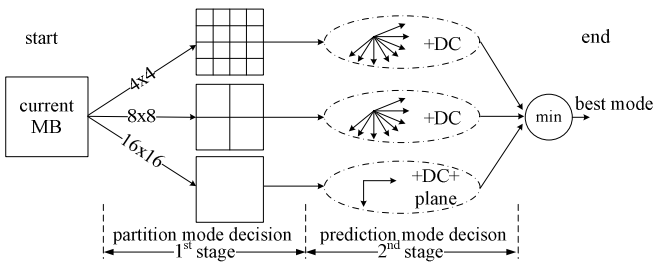 start
end
current
MB
4x4
8x8
16x16
+DC
+DC
+DC+
plane
min
best mode
partition mode decision
1st stage
prediction mode decison
2nd stage